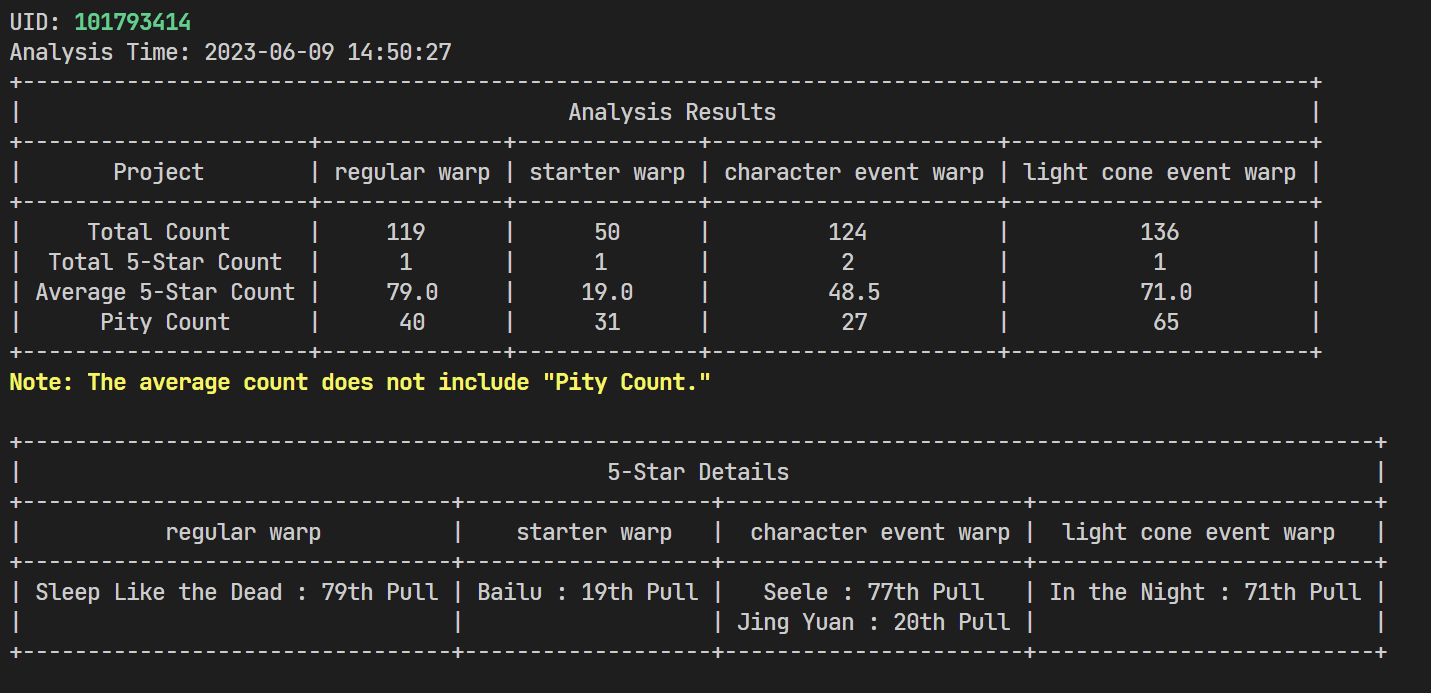 UID: 101793414
Analysis Time: 2023-06-09 14:50:27
+---------------------------------------------------------------------------------------------------+
| Analysis Results |
+----------------------+--------------+--------------+----------------------+-----------------------+
| Project | regular warp | starter warp | character event warp | light cone event warp |
+----------------------+--------------+--------------+----------------------+-----------------------+
| Total Count | 119 | 50 | 124 | 136 |
| Total 5-Star Count | 1 | 1 | 2 | 1 |
| Average 5-Star Count | 79.0 | 19.0 | 48.5 | 71.0 |
| Pity Count | 40 | 31 | 27 | 65 |
+----------------------+--------------+--------------+----------------------+-----------------------+
Note: The average count does not include "Pity Count."
+---------------------------------------------------------------------------------------------------------+
| 5-Star Details |
+---------------------------------+-------------------+-----------------------+--------------------------+
| regular warp | starter warp | character event warp | light cone event warp |
+---------------------------------+-------------------+-----------------------+--------------------------+
| Sleep Like the Dead : 79th Pull | Bailu : 19th Pull | Seele : 77th Pull | In the Night : 71th Pull |
| | | Jing Yuan : 20th Pull | |
+---------------------------------+-------------------+-----------------------+--------------------------+